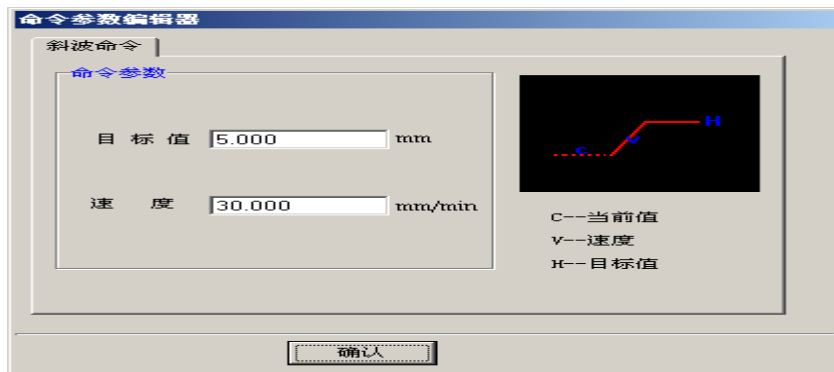 命令参数编辑器
斜波命令
命令参数
目 标 值 5.000 mm
速 度 30.000 mm/min
C V H
C--当前值
V--速度
H--目标值
确认